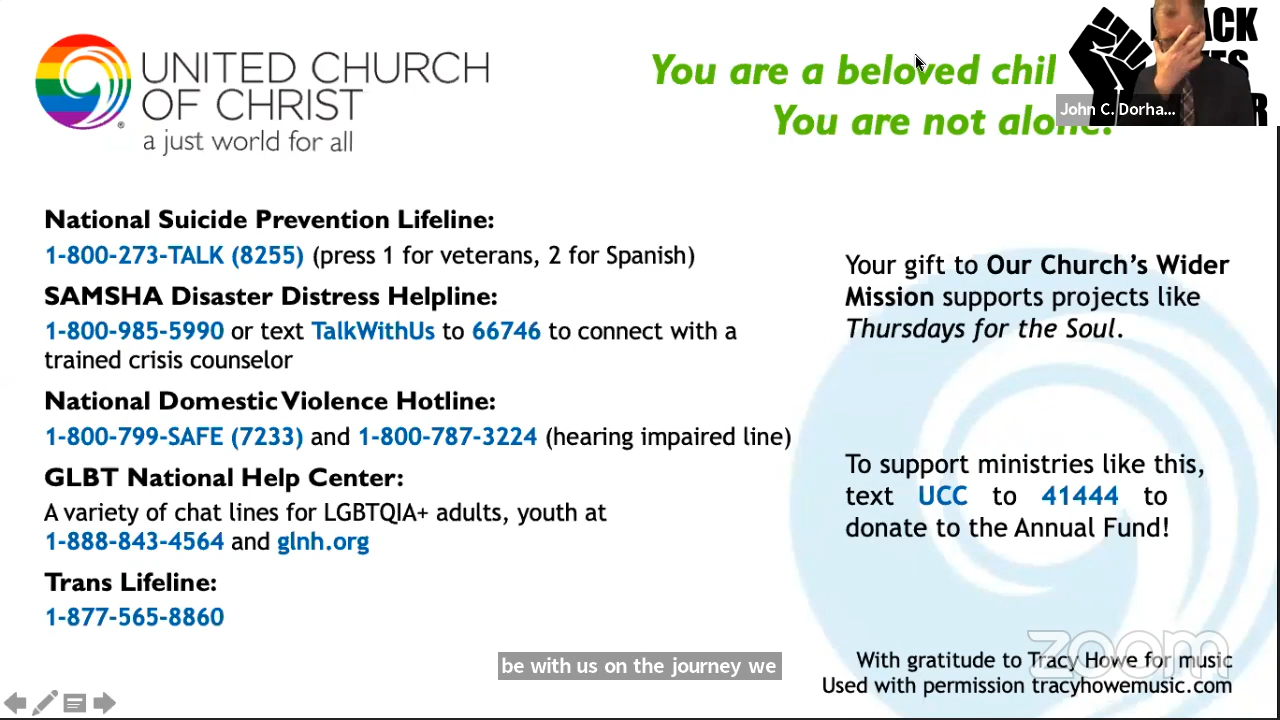 UNITED CHURCH
OF CHRIST
a just world for all
You are a beloved chil
You are not alone!
John C. Dorha...
National Suicide Prevention Lifeline:
1-800-273-TALK (8255) (press 1 for veterans, 2 for Spanish)
SAMSHA Disaster Distress Helpline:
1-800-985-5990 or text TalkWithUs to 66746 to connect with a
trained crisis counselor
National Domestic Violence Hotline:
1-800-799-SAFE (7233) and 1-800-787-3224 (hearing impaired line)
GLBT National Help Center:
A variety of chat lines for LGBTQIA+ adults, youth at
1-888-843-4564 and glnh.org
Trans Lifeline:
1-877-565-8860
Your gift to Our Church's Wider
Mission supports projects like
Thursdays for the Soul.
To support ministries like this,
text UCC to 41444 to
donate to the Annual Fund!
zoom
With gratitude to Tracy Howe for music
Used with permission tracyhowemusic.com
be with us on the journey we